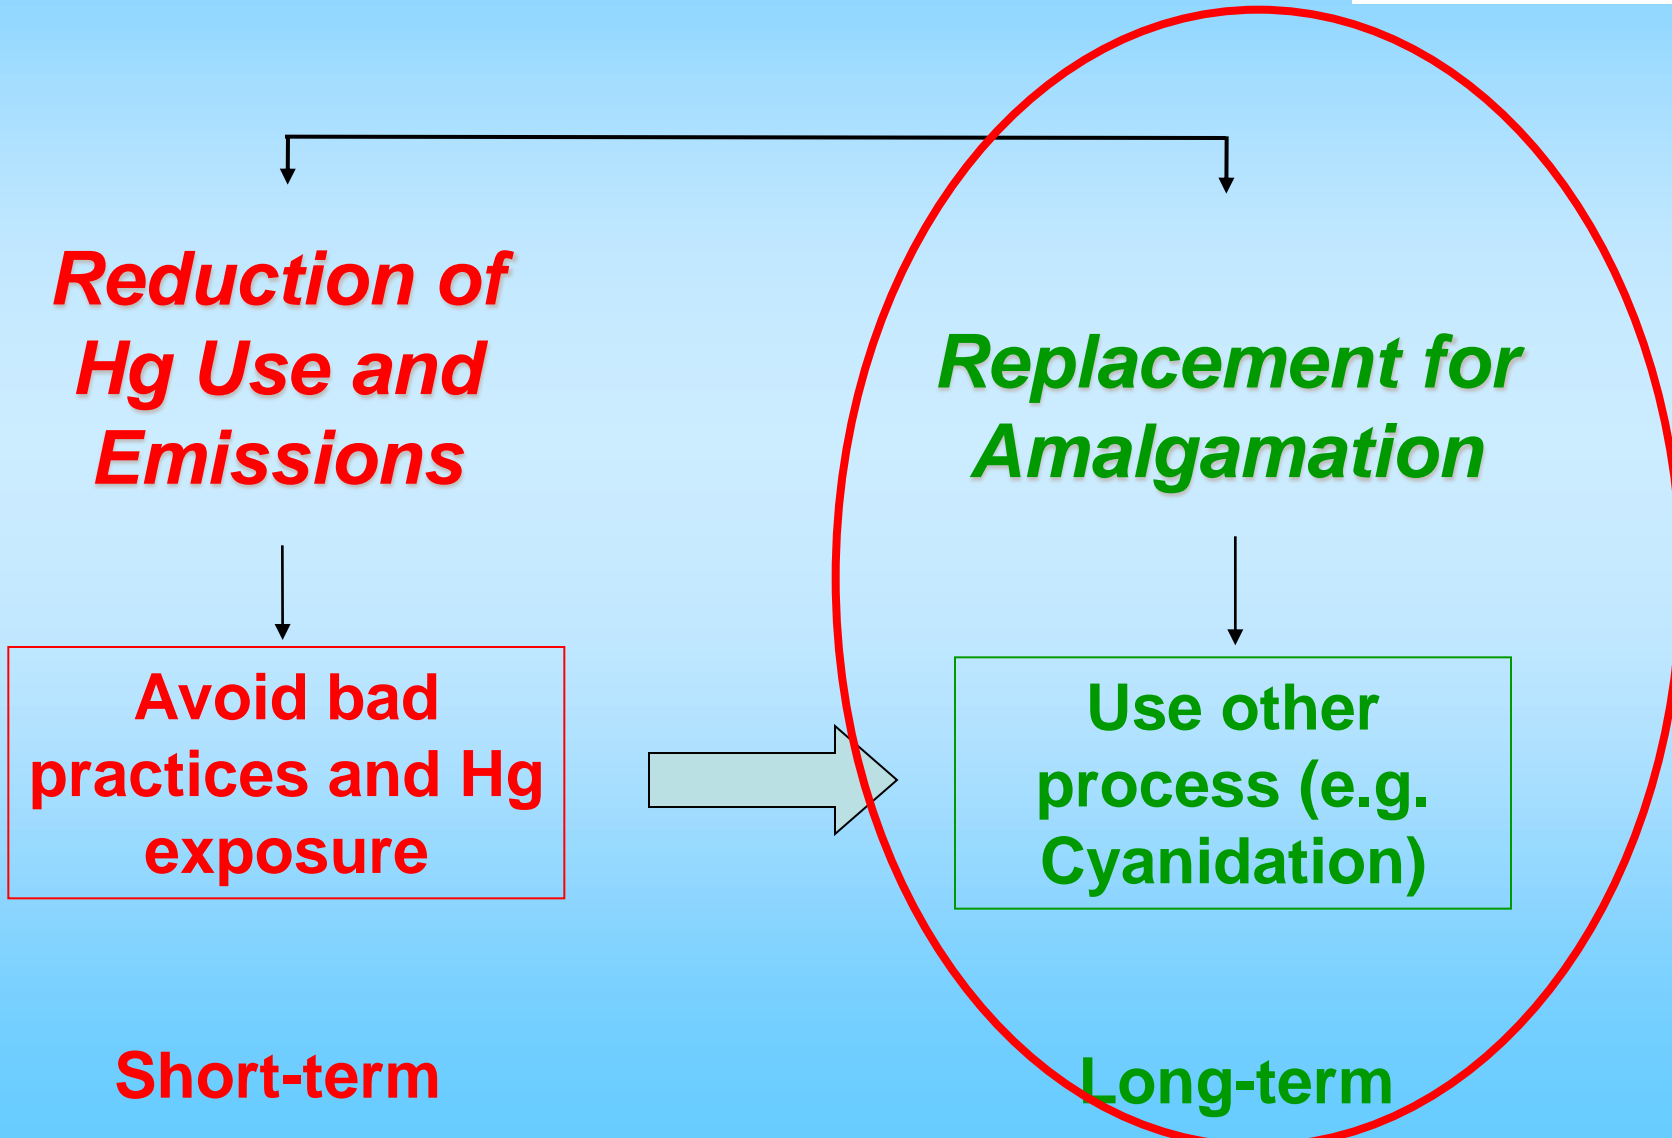 Reduction of
Hg Use and
Emissions
Avoid bad
practices and Hg
exposure
Short-term
Replacement for
Amalgamation
Use other
process (e.g.
Cyanidation)
Long-term